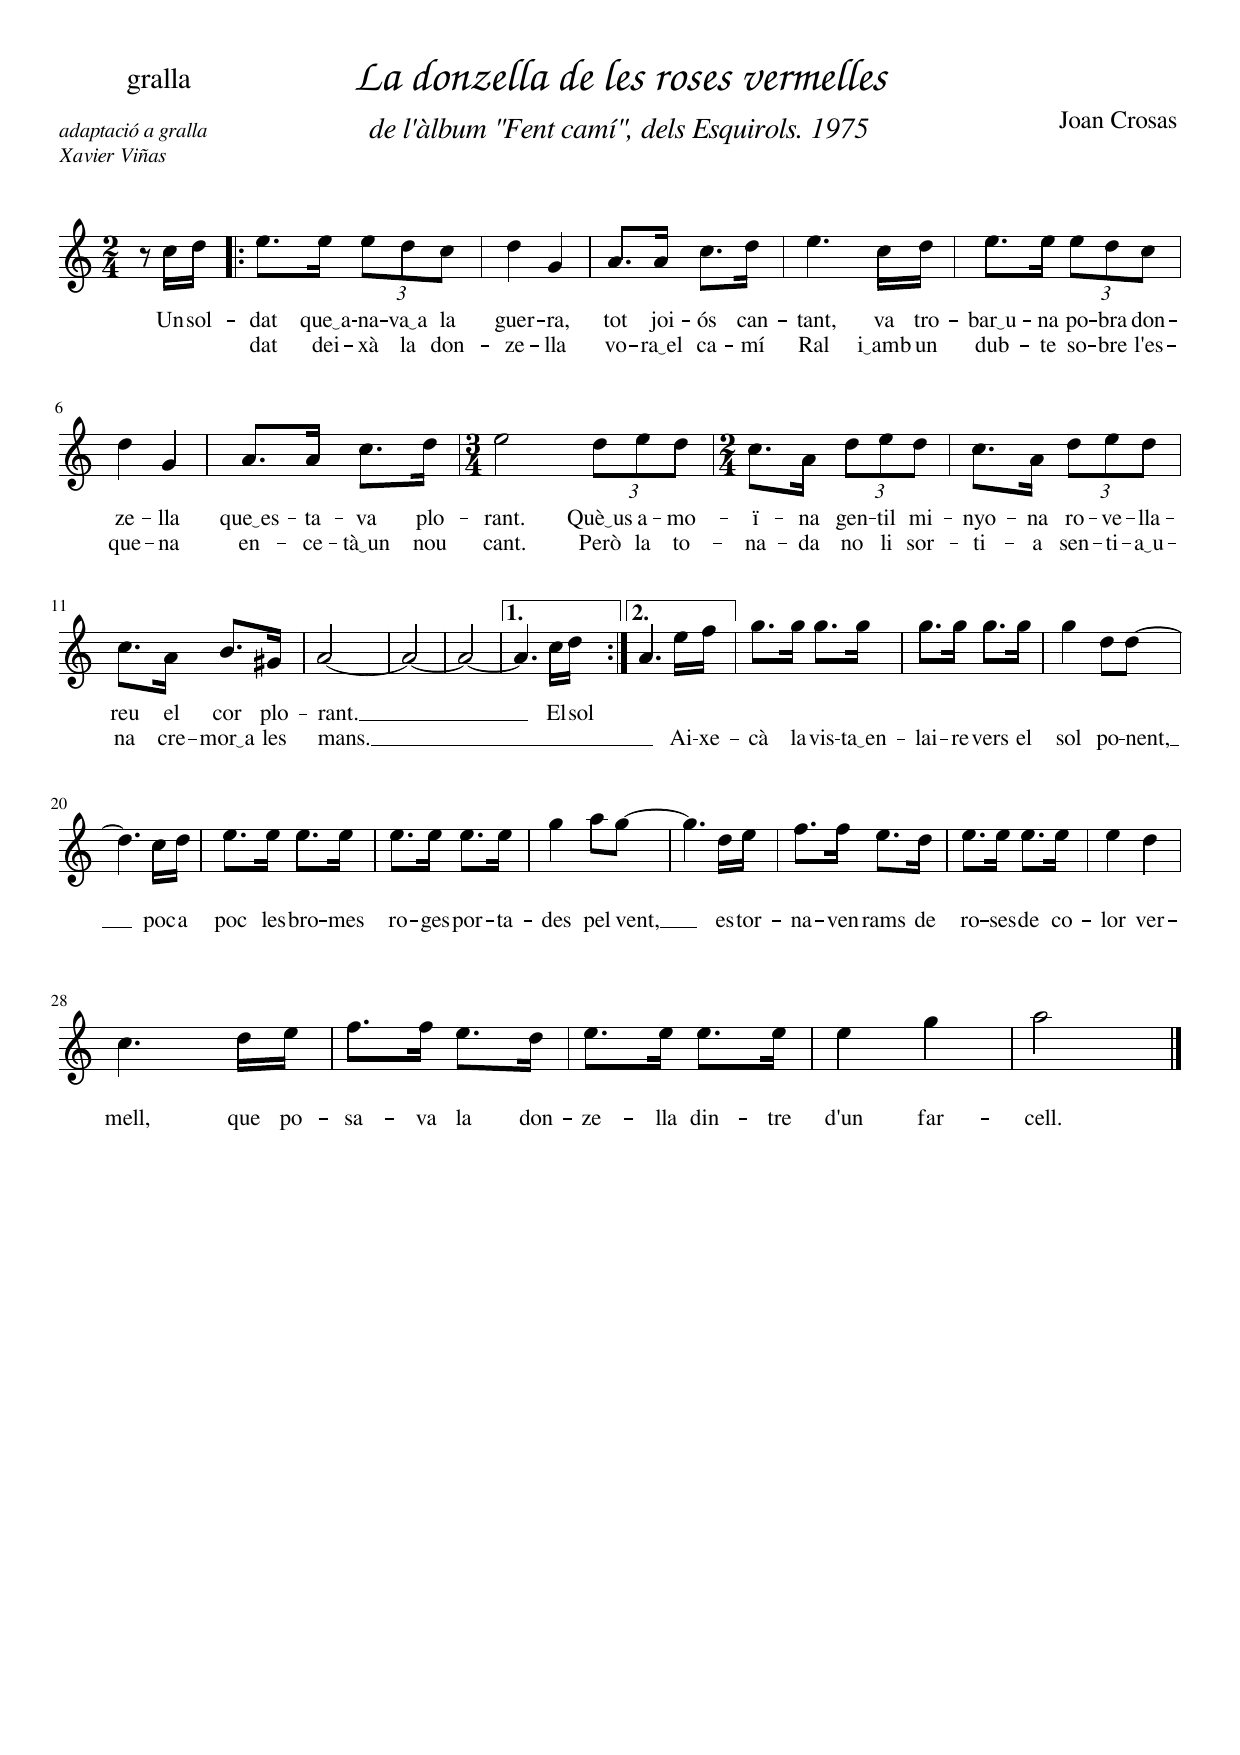 gralla
La donzella de les roses vermelles
adaptació a gralla
Xavier Viñas
de l'àlbum "Fent camí", dels Esquirols. 1975
Joan Crosas
2
4
3
3
Un sol – dat que‿a–na–va‿a la guer–ra, tot joi–ós can – tant, va tro – bar‿u – na po–bra don–
dat dei–xà la don – ze – lla vo–ra‿el ca – mí Ral i‿amb un dub – te so–bre l'es–
6
3
4
3
2
4
3
3
ze – lla que‿es – ta – va plo – rant. Què‿us a – mo – ï – na gen–til mi – nyo – na ro–ve–lla–
que–na en – ce – tà‿un nou cant. Però la to – na – da no li sor – ti – a sen–ti–a‿u–
11
1.
2.
reu el cor plo – rant. El sol
na cre–mor‿a les mans. Ai-xe – cà la vis-ta‿en – lai–re vers el sol po-nent,
20
poc a poc les bro–mes ro–ges por–ta – des pel vent, es tor – na–ven rams de ro–ses de co – lor ver–
28
mell, que po – sa – va la don – ze – lla din – tre d'un far – cell.